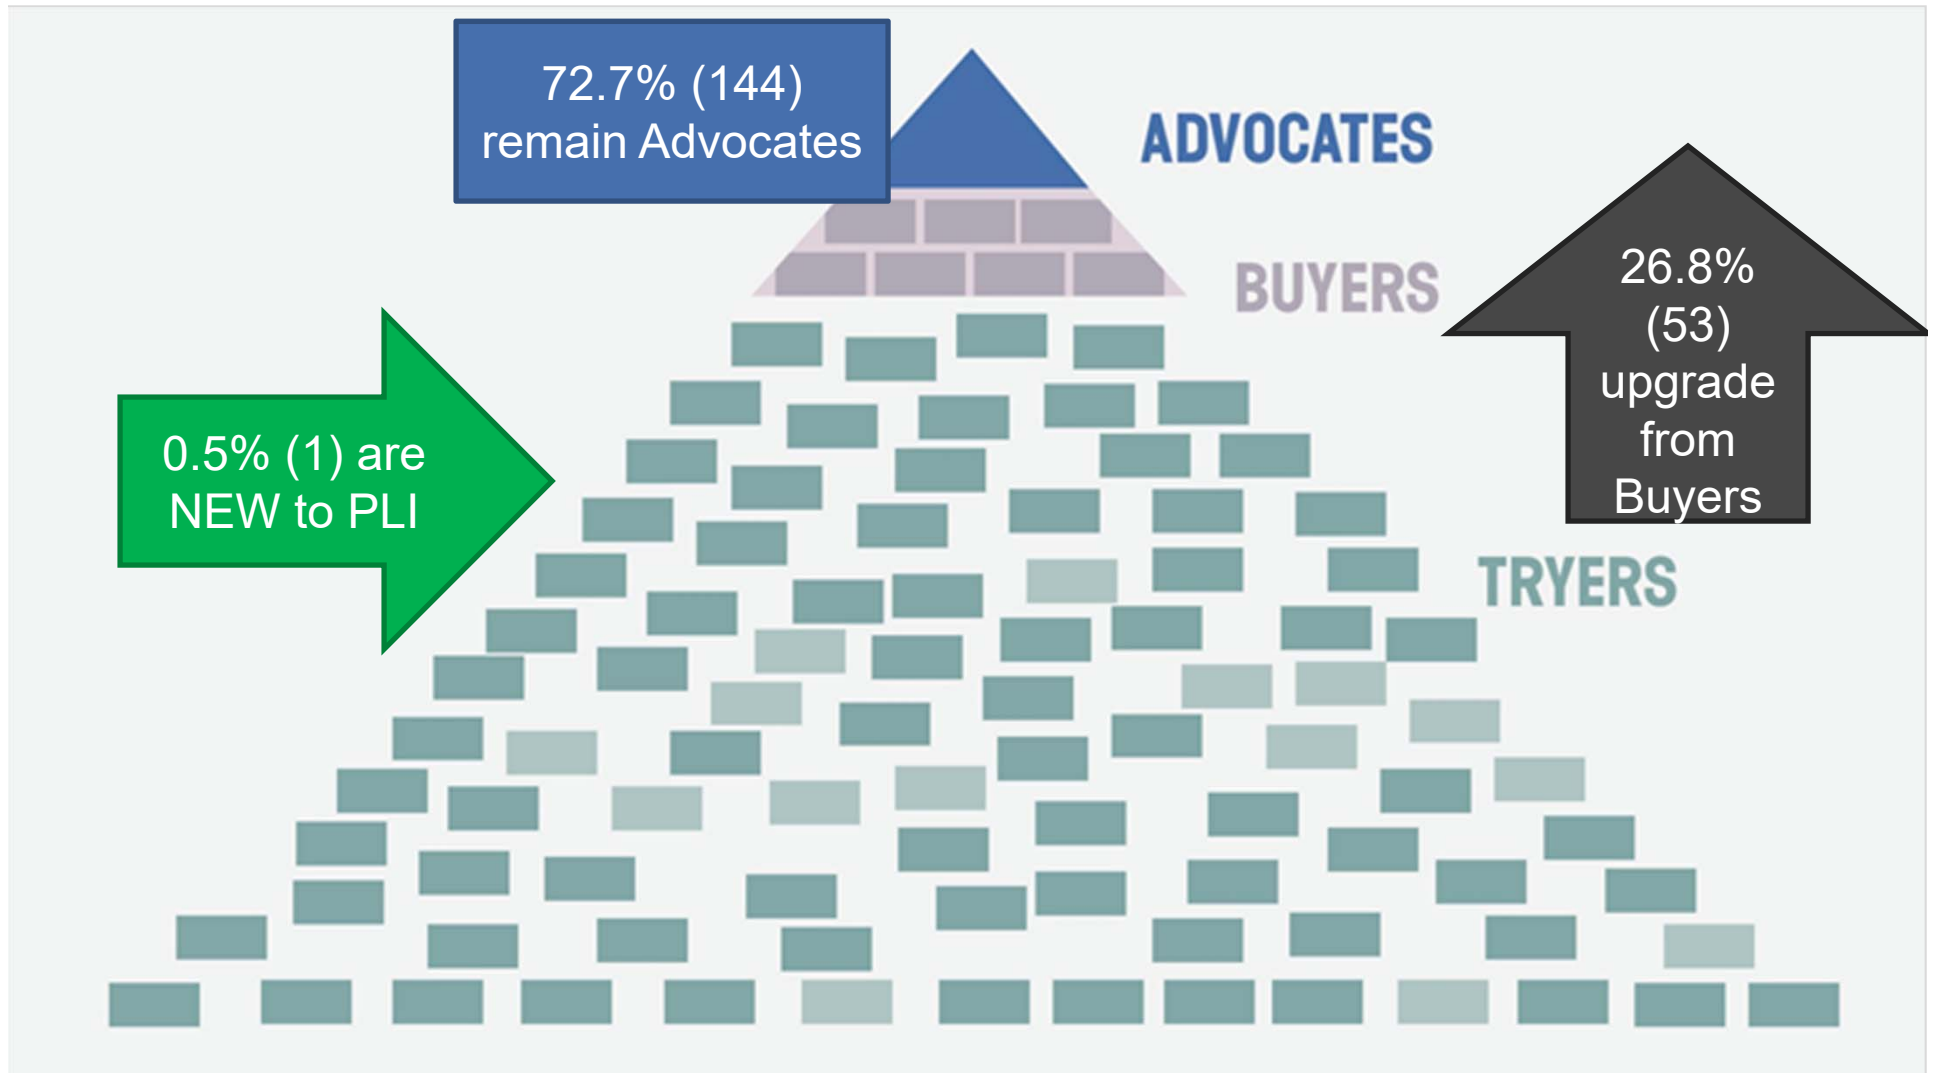 72.7% (144)
remain Advocates
ADVOCATES
BUYERS
26.8%
(53)
upgrade
from
Buyers
0.5% (1) are
NEW to PLI
TRYERS